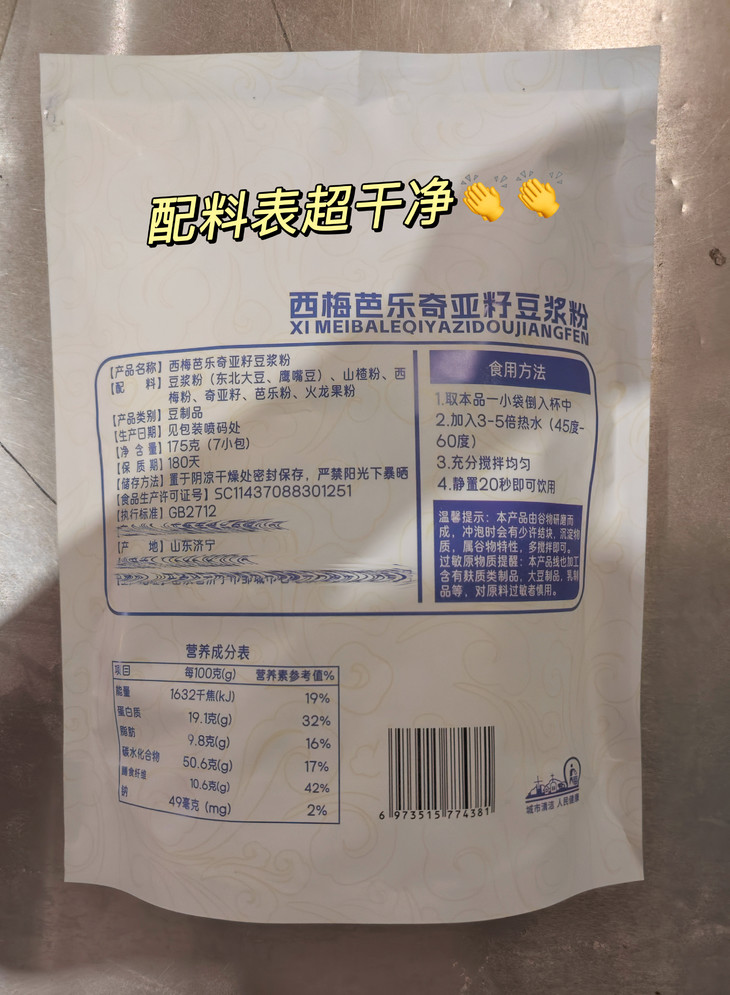 配料表超干净👏👏
西梅芭乐奇亚籽豆浆粉
XI MEIBALEQIYAZIDOUJIANGFEN
【产品名称】西梅芭乐奇亚籽豆浆粉
【配 料】豆浆粉（东北大豆、鹰嘴豆）、山楂粉、西
梅粉、奇亚籽、芭乐粉、火龙果粉
【产品类别】豆制品
【生产日期】见包装喷码处
【净 含 量】175克（7小包）
【保 质 期】180天
【储存方法】置于阴凉干燥处密封保存，严禁阳光下暴晒
【食品生产许可证号】SC11437088301251
【执行标准】GB2712
【产 地】山东济宁
食用方法
1.取本品一小袋倒入杯中
2.加入3-5倍热水（45度-
60度）
3.充分搅拌均匀
4.静置20秒即可饮用
温馨提示：本产品由谷物研磨而
成，冲泡时会有少许结块，沉淀物
质，属谷物特性，多搅拌即可。
过敏原物质提醒：本产品线也加工
含有麸质类制品，大豆制品，乳制
品等，对原料过敏者慎用。
营养成分表
项目 每100克(g) 营养素参考值%
能量 1632千焦(kJ) 19%
蛋白质 19.1克(g) 32%
脂肪 9.8克(g) 16%
碳水化合物 50.6克(g) 17%
膳食纤维 10.6克(g) 42%
钠 49毫克（mg） 2%
6 973515 774381
城市清洁 人民健康